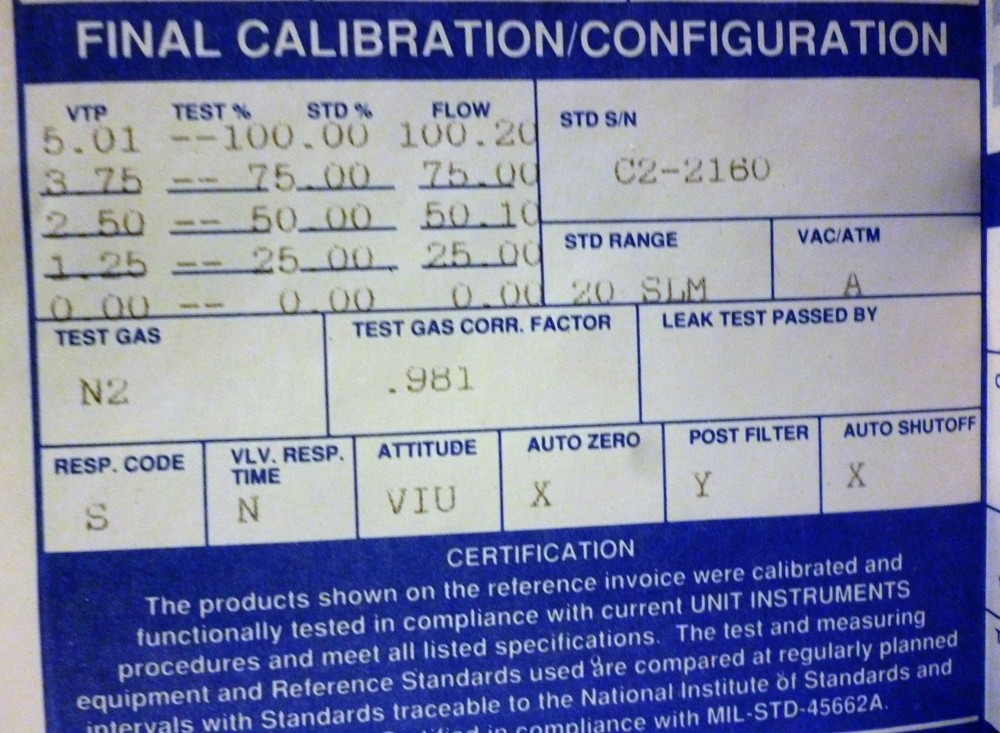 FINAL CALIBRATION/CONFIGURATION
VTP TEST % STD % FLOW
5.01 --100.00 100.20
3.75 -- 75.00 75.00
2.50 -- 50.00 50.10
1.25 -- 25.00 25.00
0.00 -- 0.00 0.00
STD S/N
C2-2160
STD RANGE VAC/ATM
20 SLM A
TEST GAS TEST GAS CORR. FACTOR LEAK TEST PASSED BY
N2 .981
RESP. CODE VLV. RESP. TIME ATTITUDE AUTO ZERO POST FILTER AUTO SHUTOFF
S N VIU X Y X
CERTIFICATION
The products shown on the reference invoice were calibrated and
functionally tested in compliance with current UNIT INSTRUMENTS
procedures and meet all listed specifications. The test and measuring
equipment and Reference Standards used are compared at regularly planned
intervals with Standards traceable to the National Institute of Standards and
in compliance with MIL-STD-45662A.